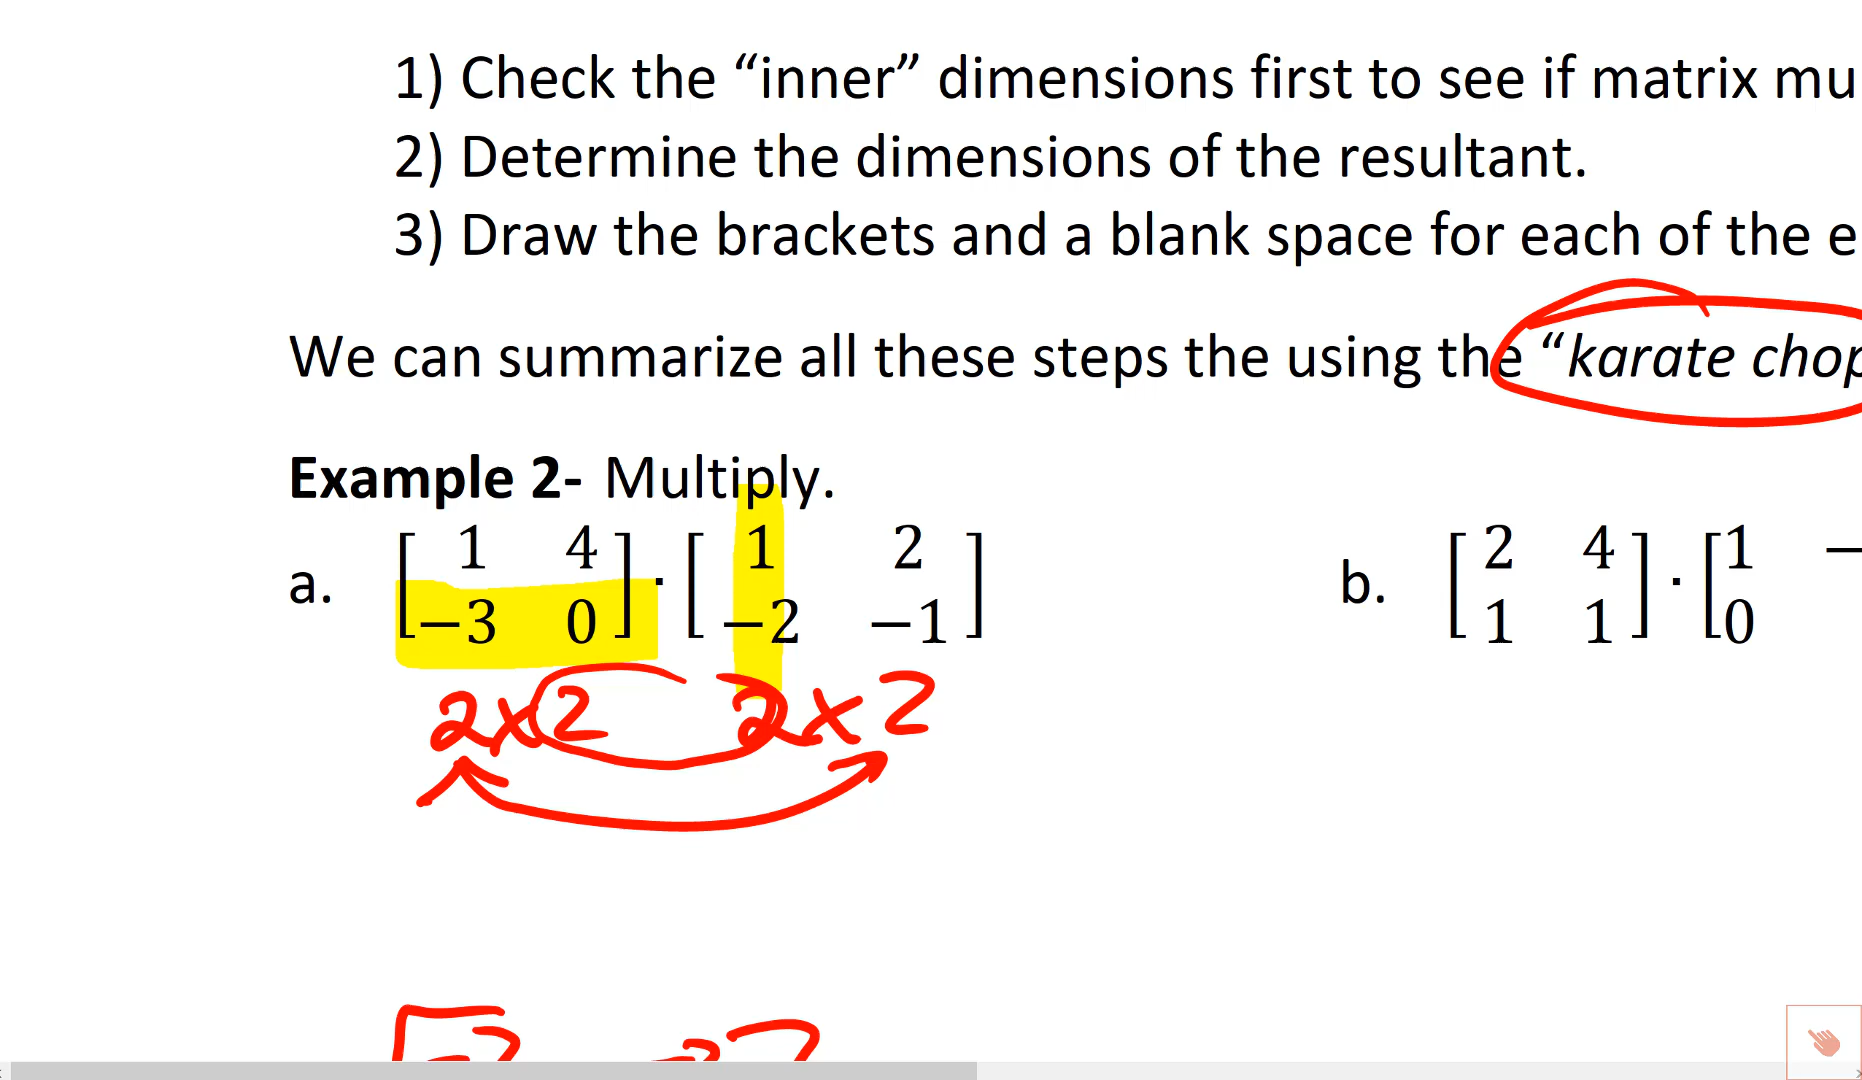 1) Check the “inner” dimensions first to see if matrix mu
2) Determine the dimensions of the resultant.
3) Draw the brackets and a blank space for each of the e
We can summarize all these steps the using the “karate chop
Example 2- Multiply.
a. [1 4 −3 0] · [1 2 −2 −1]
b. [2 4 1 1] · [1 − 0
2x2 2x2